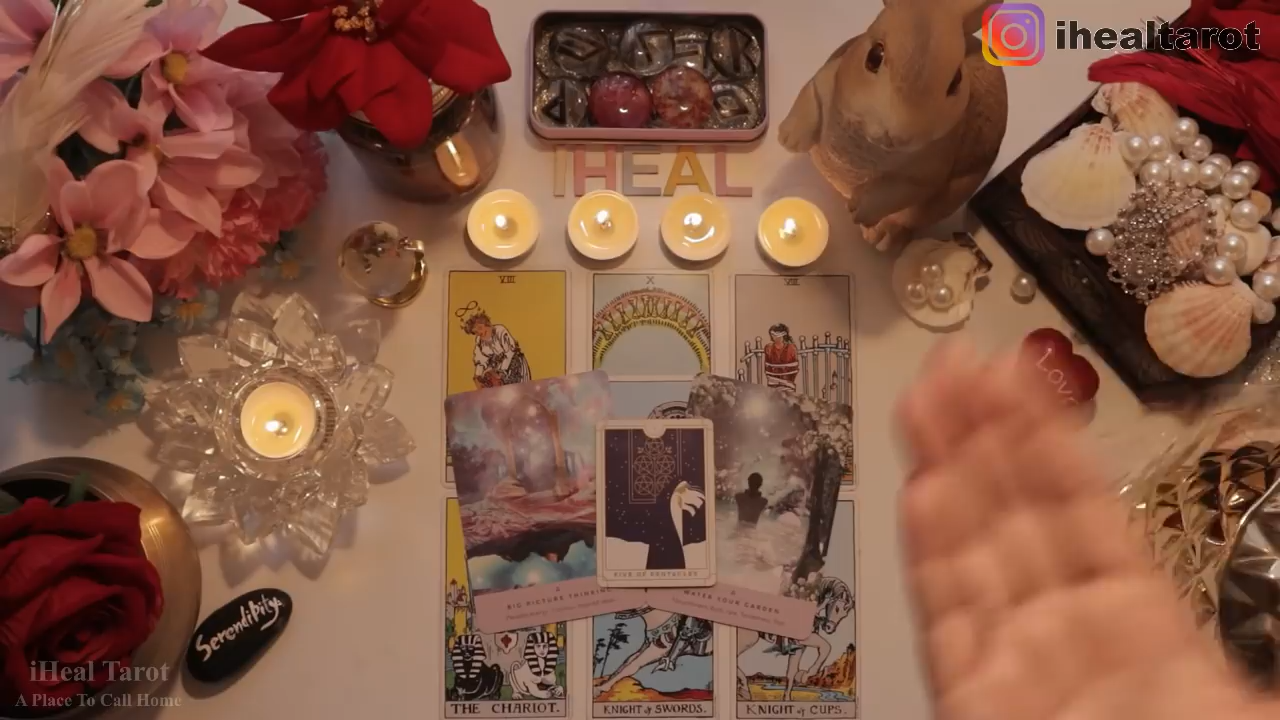 ihealtarot
iHEAL
VIII
X
VIII
LOVE
FIVE OF PENTACLES
BIG PICTURE THINKING
WATER YOUR GARDEN
Serendipity
iHeal Tarot
A Place To Call Home
THE CHARIOT.
KNIGHT of SWORDS.
KNIGHT of CUPS.